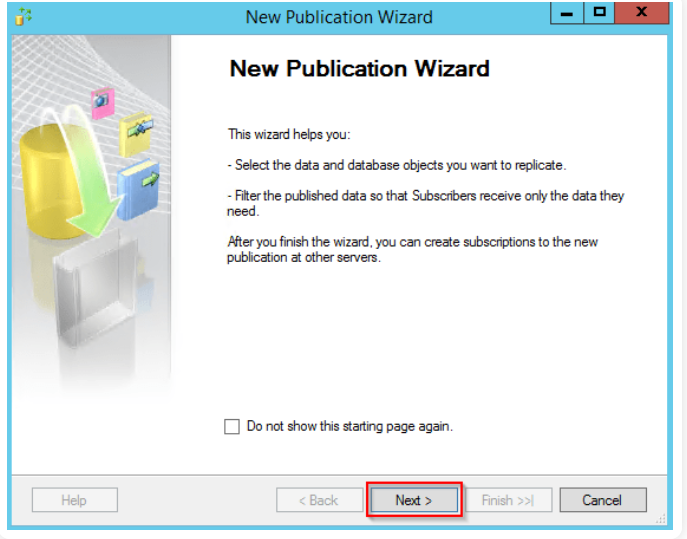 New Publication Wizard
New Publication Wizard
This wizard helps you:
- Select the data and database objects you want to replicate.
- Filter the published data so that Subscribers receive only the data they
need.
After you finish the wizard, you can create subscriptions to the new
publication at other servers.
Do not show this starting page again.
Help
< Back
Next >
Finish >>|
Cancel